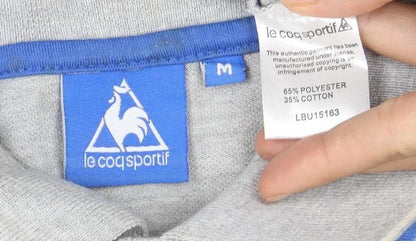 le coq sportif
M
le coq sportif
This authentic garment has been
manufactured under license,
unauthorised copying is an
infringement of copyright.
65% POLYESTER
35% COTTON
LBU15163